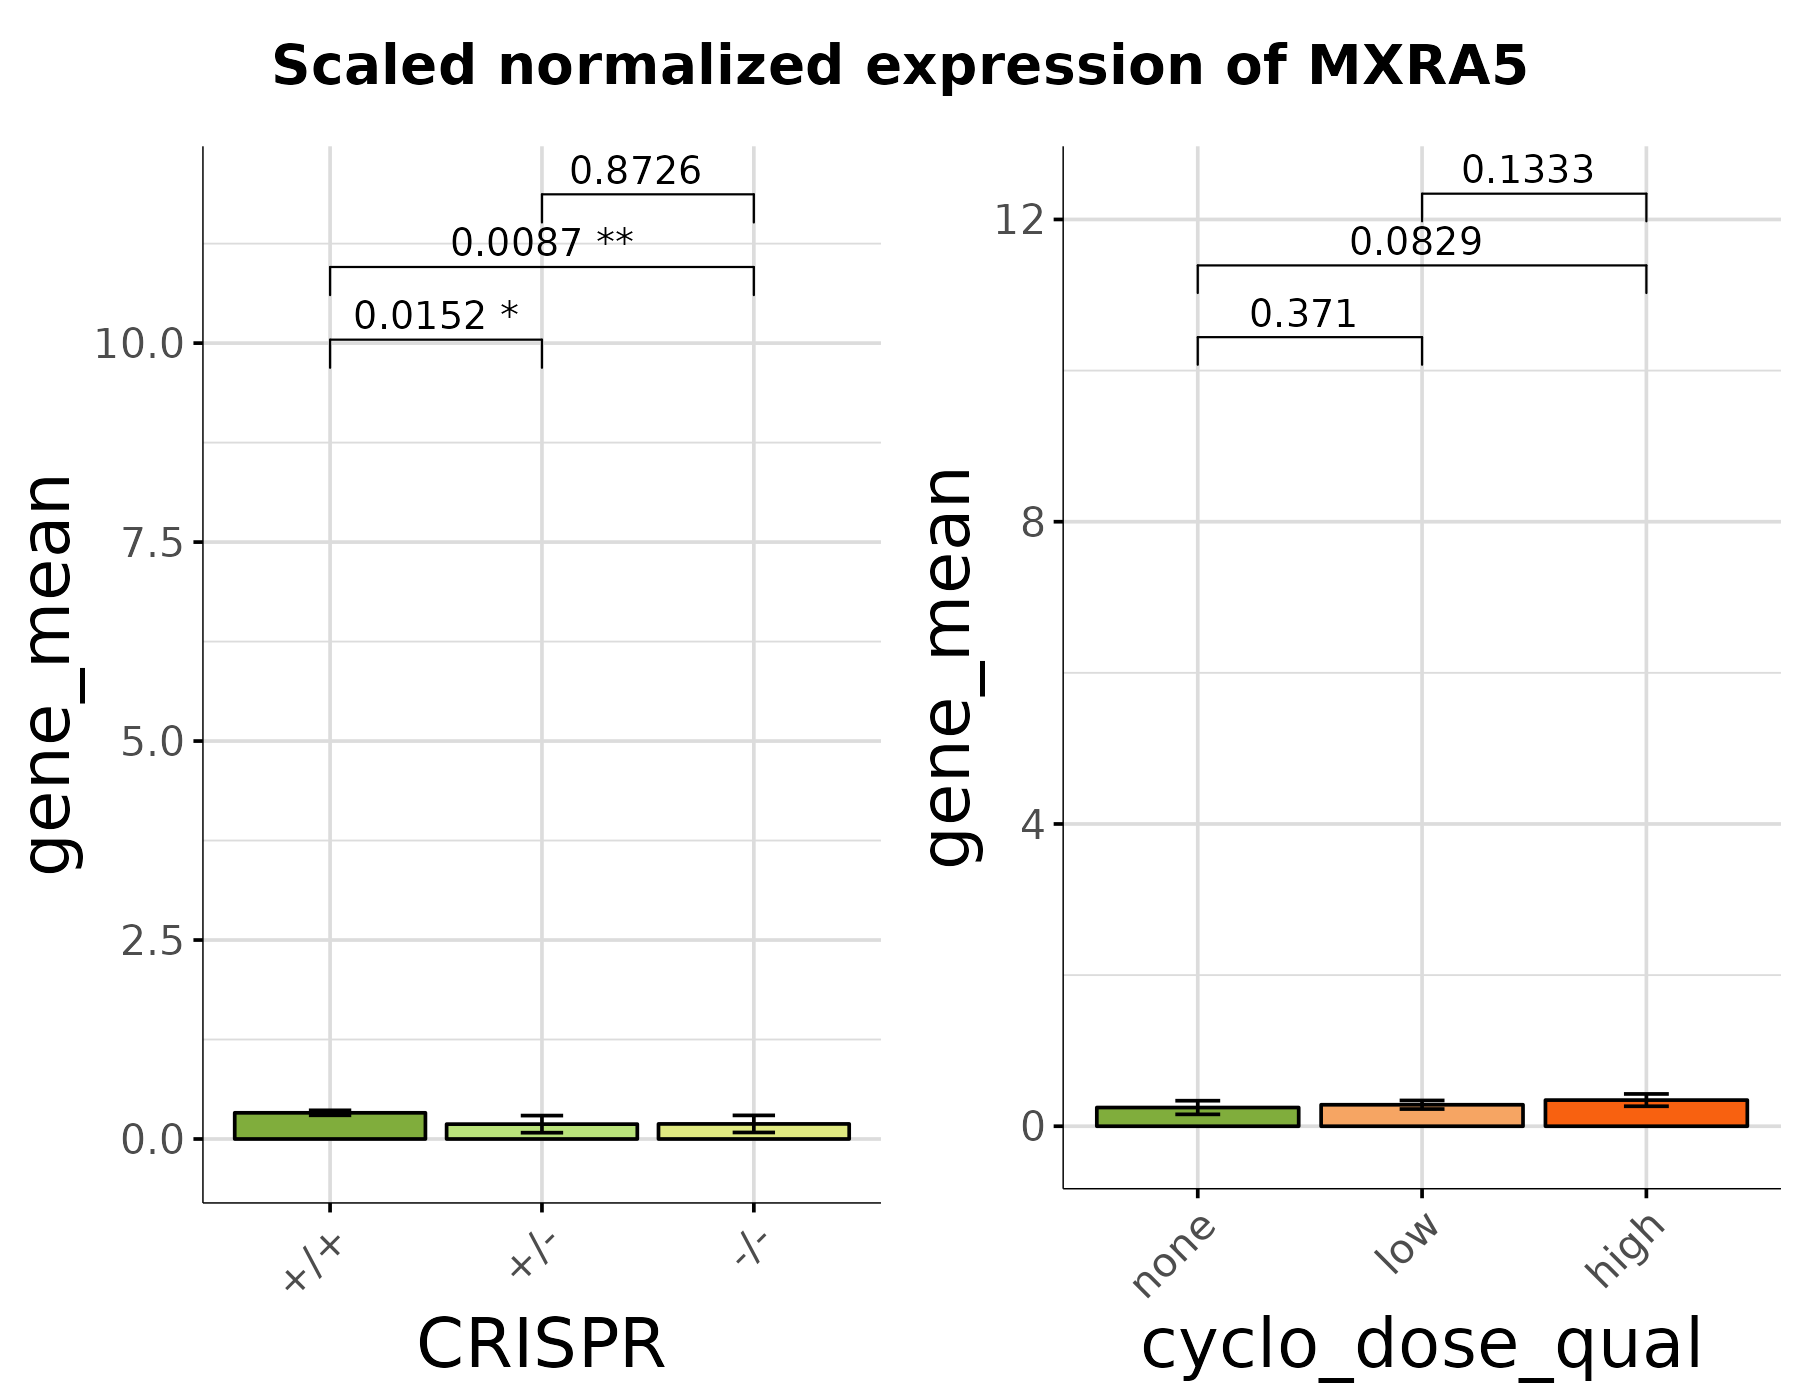 Scaled normalized expression of MXRA5
gene_mean
10.0
7.5
5.0
2.5
0.0
0.8726
0.0087 **
0.0152 *
+/+
+/-
-/-
CRISPR
gene_mean
12
8
4
0
0.1333
0.0829
0.371
none
low
high
cyclo_dose_qual